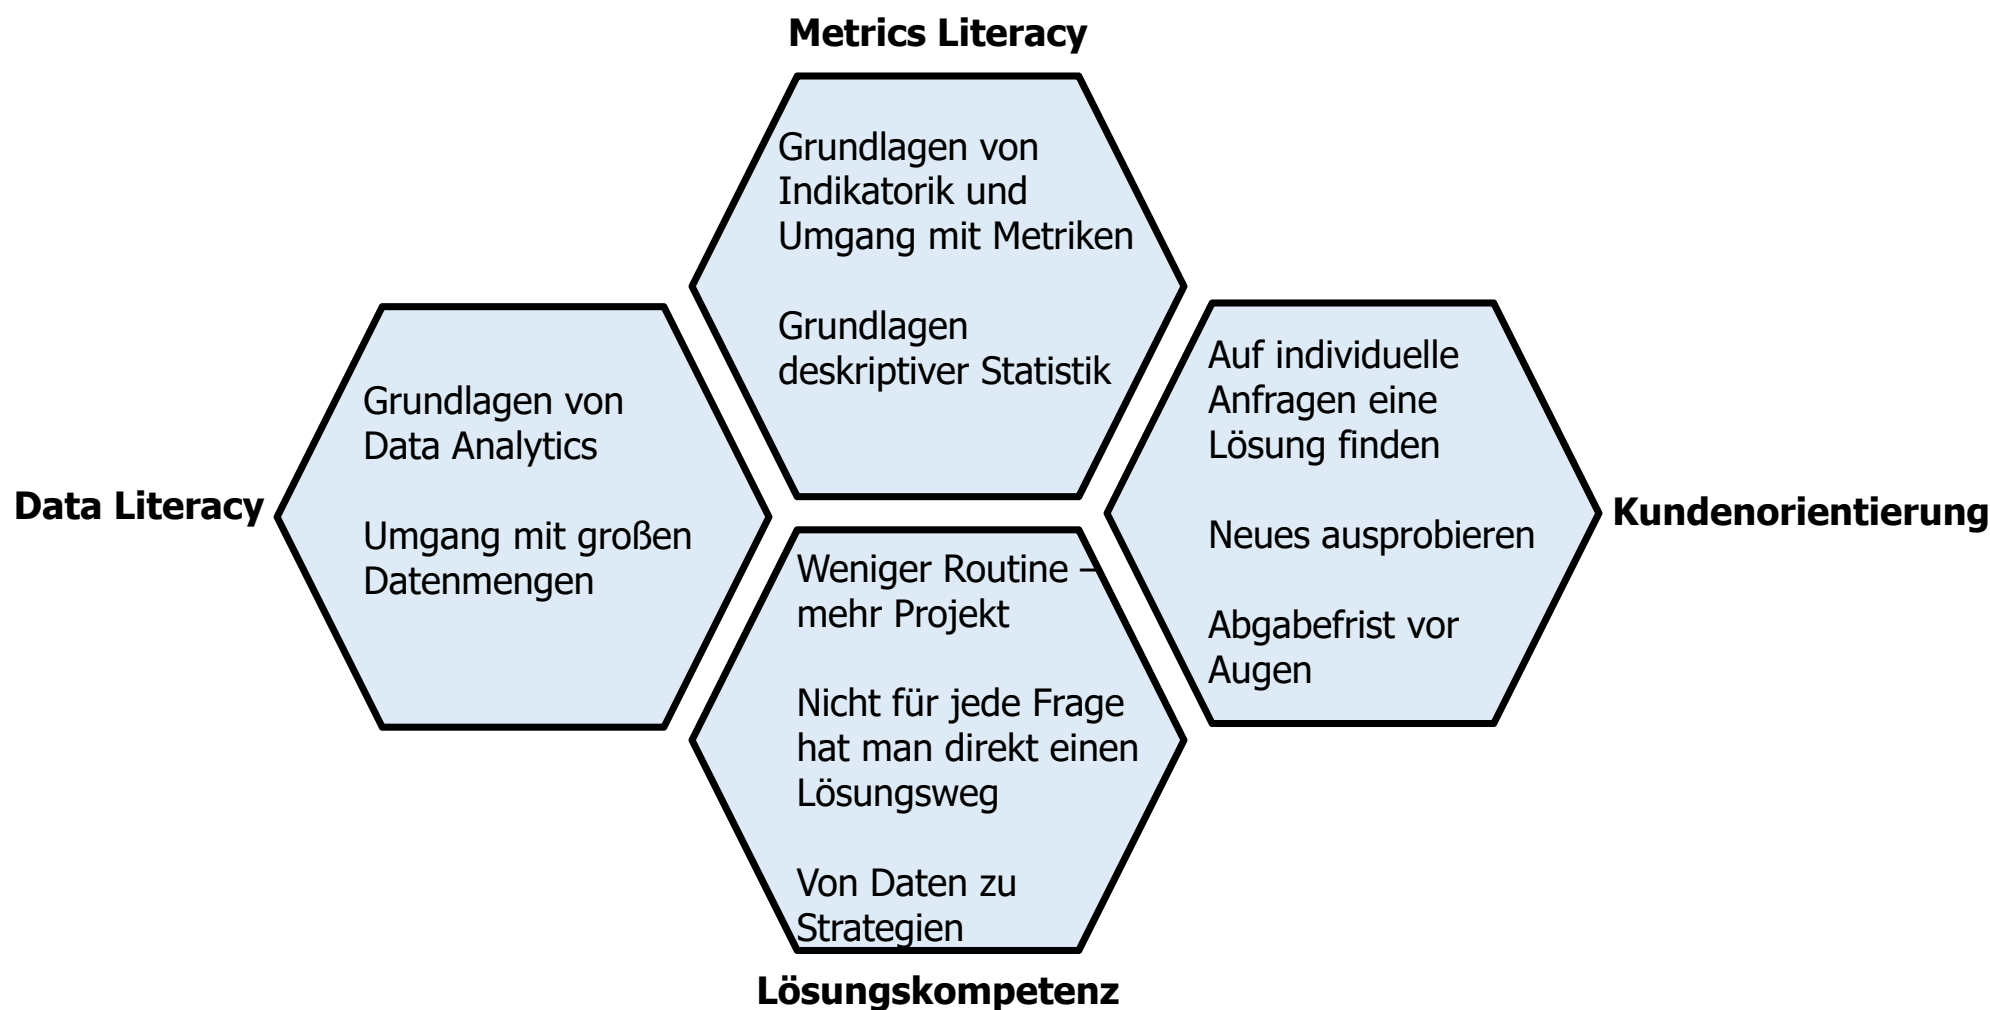 Metrics Literacy
Grundlagen von
Indikatorik und
Umgang mit Metriken
Grundlagen
deskriptiver Statistik
Data Literacy
Grundlagen von
Data Analytics
Umgang mit großen
Datenmengen
Auf individuelle
Anfragen eine
Lösung finden
Neues ausprobieren
Abgabefrist vor
Augen
Kundenorientierung
Weniger Routine –
mehr Projekt
Nicht für jede Frage
hat man direkt einen
Lösungsweg
Von Daten zu
Strategien
Lösungskompetenz